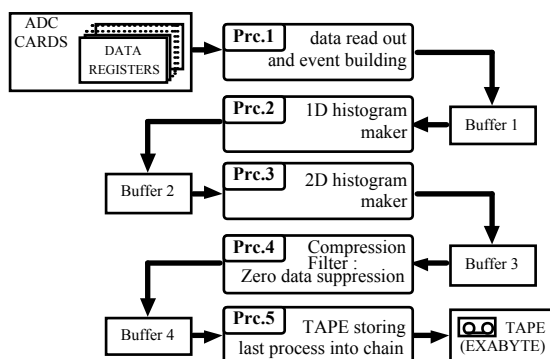 ADC
CARDS
DATA
REGISTERS
Prc.1
data read out
and event building
Buffer 1
Prc.2
1D histogram
maker
Buffer 2
Prc.3
2D histogram
maker
Buffer 3
Prc.4
Compression
Filter :
Zero data suppression
Buffer 4
Prc.5
TAPE storing
last process into chain
TAPE
(EXABYTE)